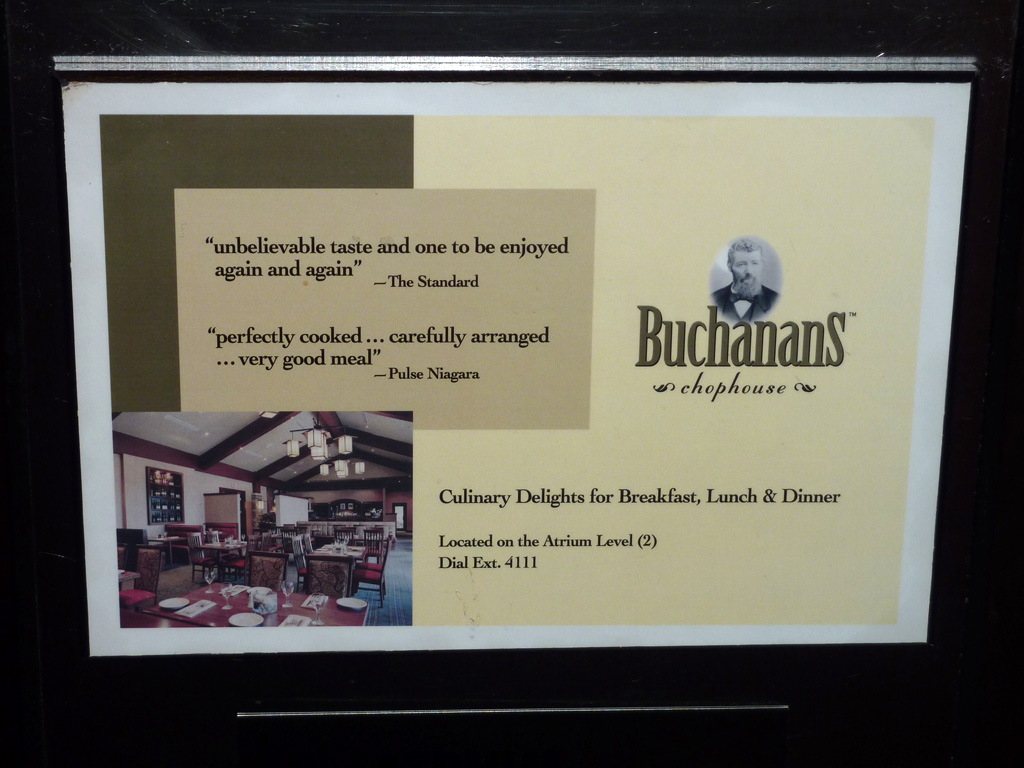 “unbelievable taste and one to be enjoyed
again and again”
—The Standard
“perfectly cooked ... carefully arranged
... very good meal”
—Pulse Niagara
Buchanans™
chophouse
Culinary Delights for Breakfast, Lunch & Dinner
Located on the Atrium Level (2)
Dial Ext. 4111